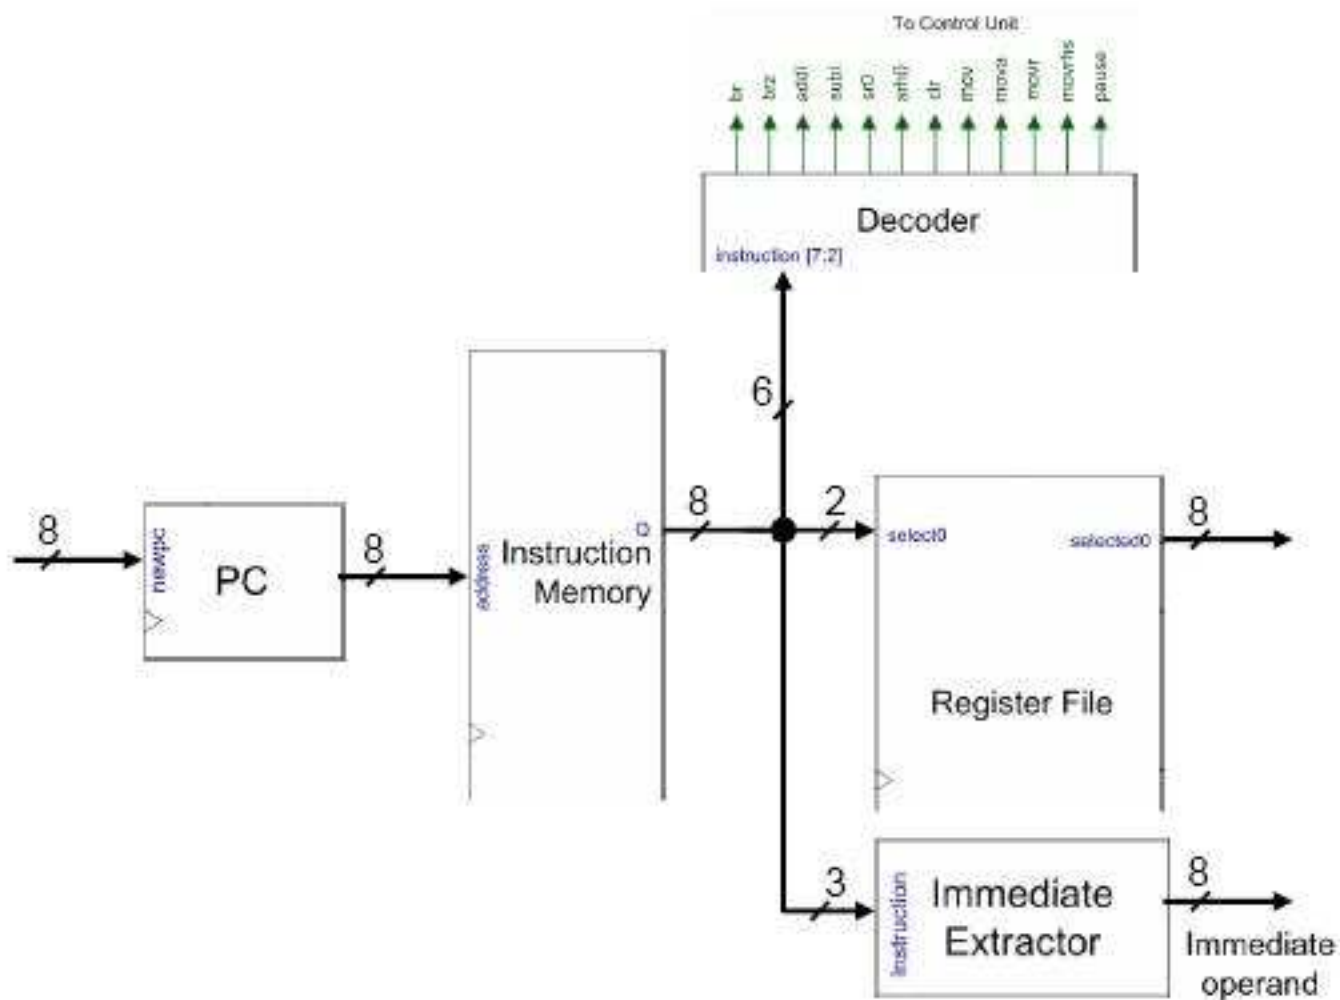 To Control Unit
br
brz
addi
subi
sr0
clr
mov
mova
movr
movrhs
pause
Decoder
instruction [7:2]
6
8
newpc
PC
8
address
Instruction
Memory
Q
8
2
select0
selected0
8
Register File
3
Instruction
Immediate
Extractor
8
Immediate
operand